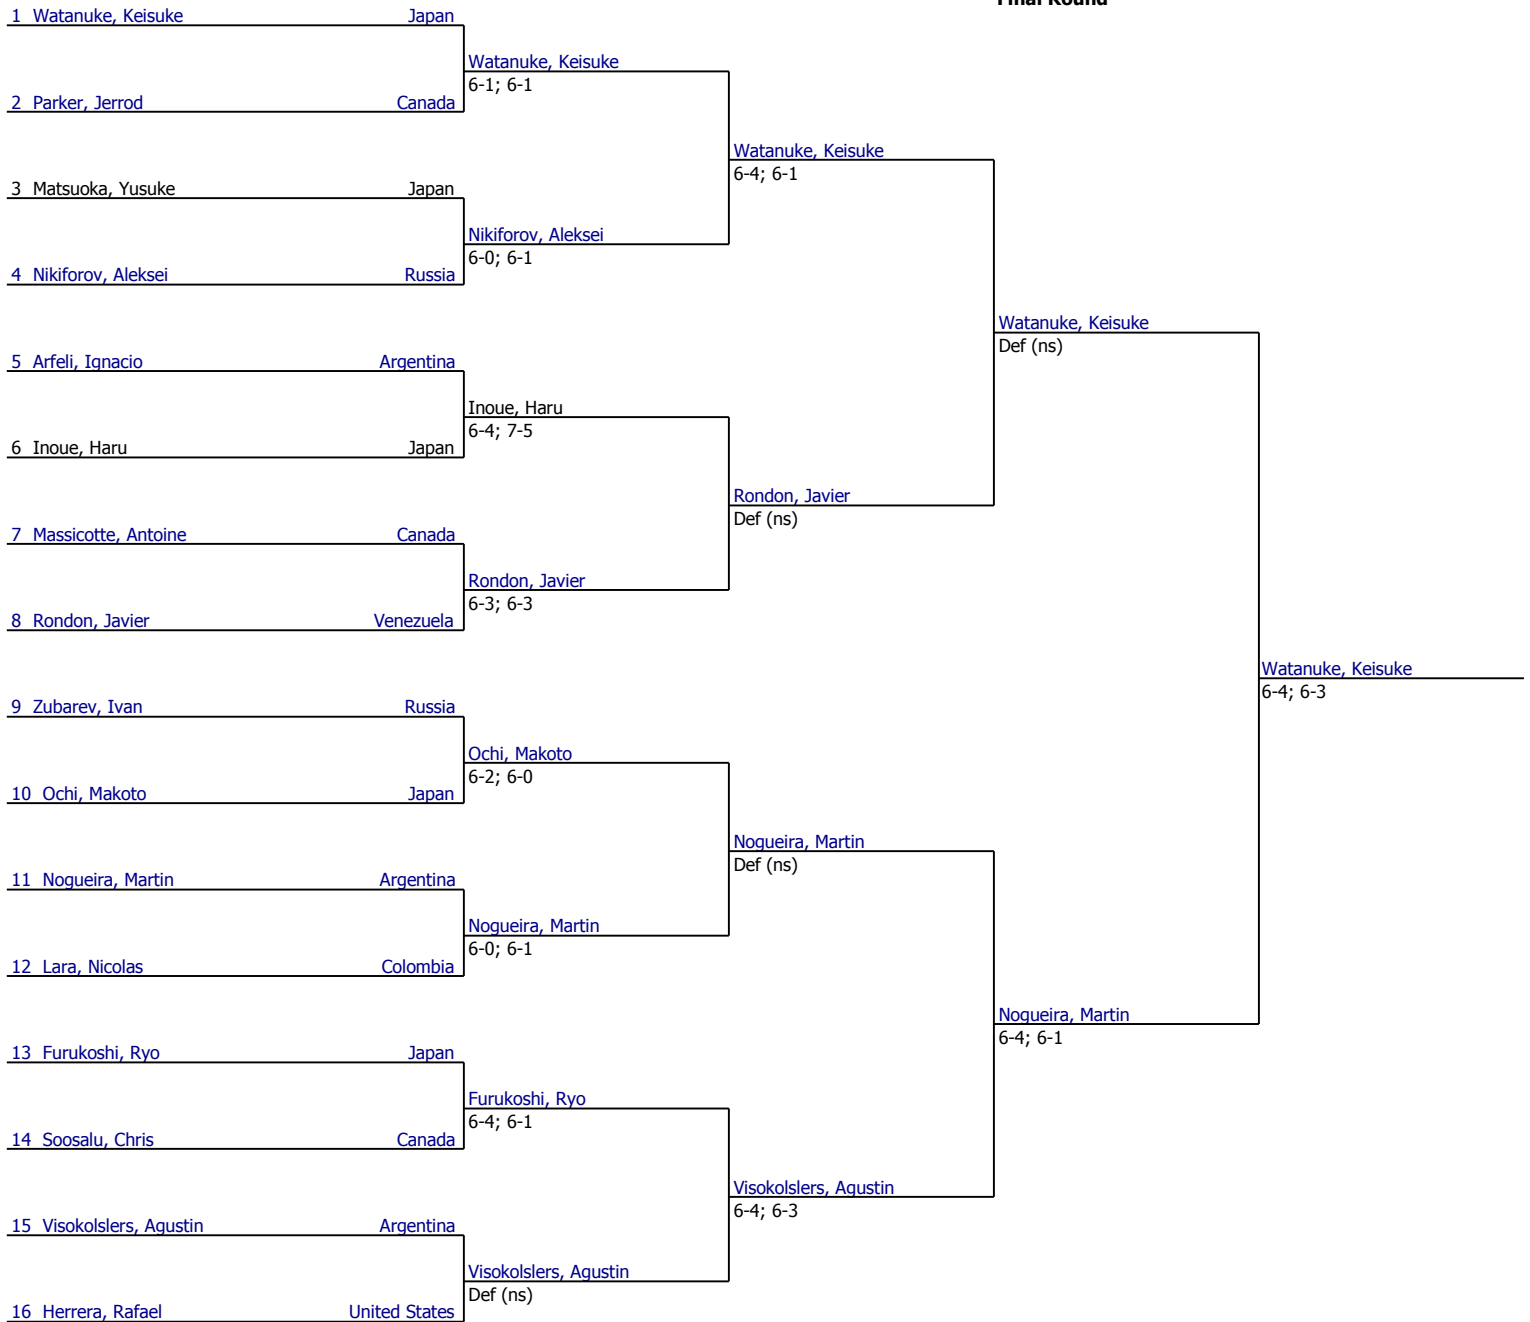 Final Round
1 Watanuke, Keisuke Japan
Watanuke, Keisuke
6-1; 6-1
2 Parker, Jerrod Canada
Watanuke, Keisuke
6-4; 6-1
3 Matsuoka, Yusuke Japan
Nikiforov, Aleksei
6-0; 6-1
4 Nikiforov, Aleksei Russia
Watanuke, Keisuke
Def (ns)
5 Arfeli, Ignacio Argentina
Inoue, Haru
6-4; 7-5
6 Inoue, Haru Japan
Rondon, Javier
Def (ns)
7 Massicotte, Antoine Canada
Rondon, Javier
6-3; 6-3
8 Rondon, Javier Venezuela
Watanuke, Keisuke
6-4; 6-3
9 Zubarev, Ivan Russia
Ochi, Makoto
6-2; 6-0
10 Ochi, Makoto Japan
Nogueira, Martin
Def (ns)
11 Nogueira, Martin Argentina
Nogueira, Martin
6-0; 6-1
12 Lara, Nicolas Colombia
Nogueira, Martin
6-4; 6-1
13 Furukoshi, Ryo Japan
Furukoshi, Ryo
6-4; 6-1
14 Soosalu, Chris Canada
Visokolslers, Agustin
6-4; 6-3
15 Visokolslers, Agustin Argentina
Visokolslers, Agustin
Def (ns)
16 Herrera, Rafael United States